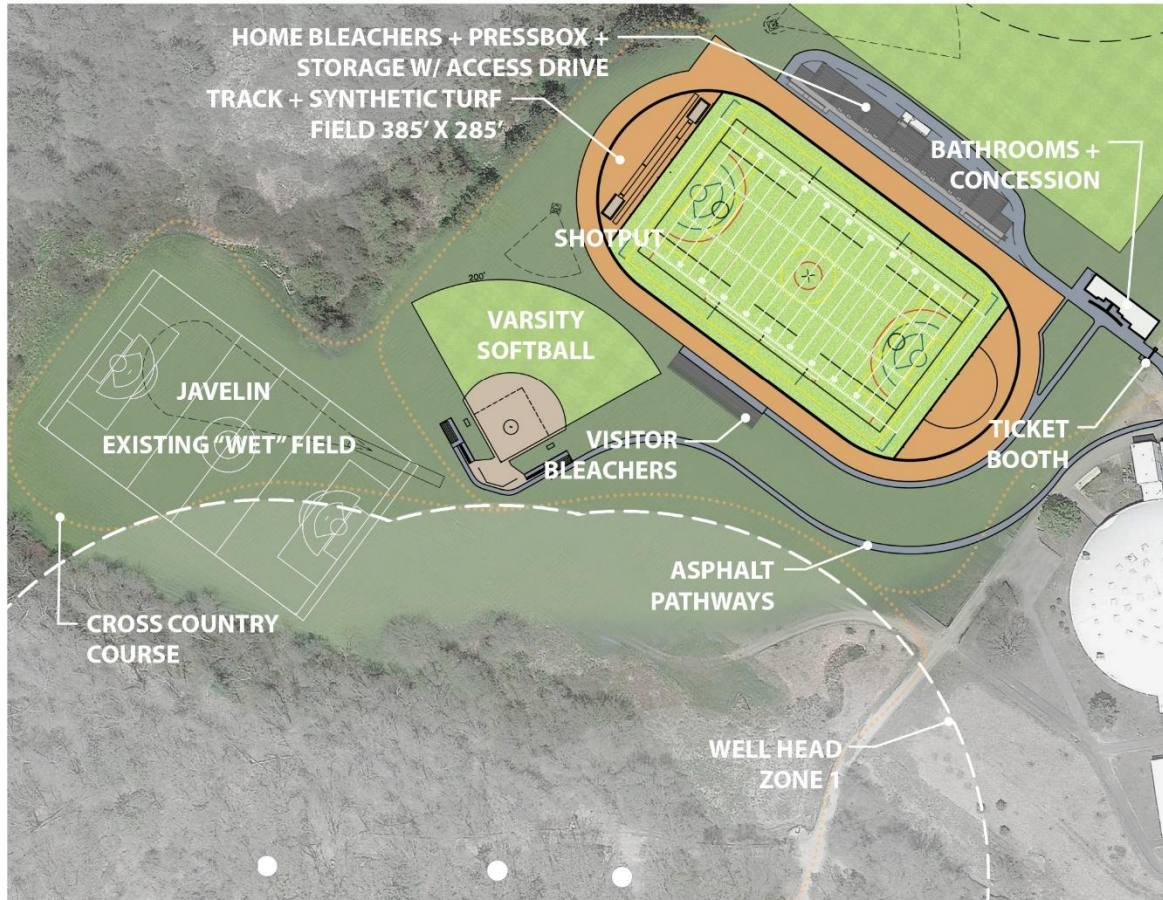 HOME BLEACHERS + PRESSBOX +
STORAGE W/ ACCESS DRIVE
TRACK + SYNTHETIC TURF
FIELD 385' X 285'
BATHROOMS +
CONCESSION
SHOTPUT
200'
VARSITY
SOFTBALL
JAVELIN
EXISTING "WET" FIELD
VISITOR
BLEACHERS
TICKET
BOOTH
ASPHALT
PATHWAYS
CROSS COUNTRY
COURSE
WELL HEAD
ZONE 1